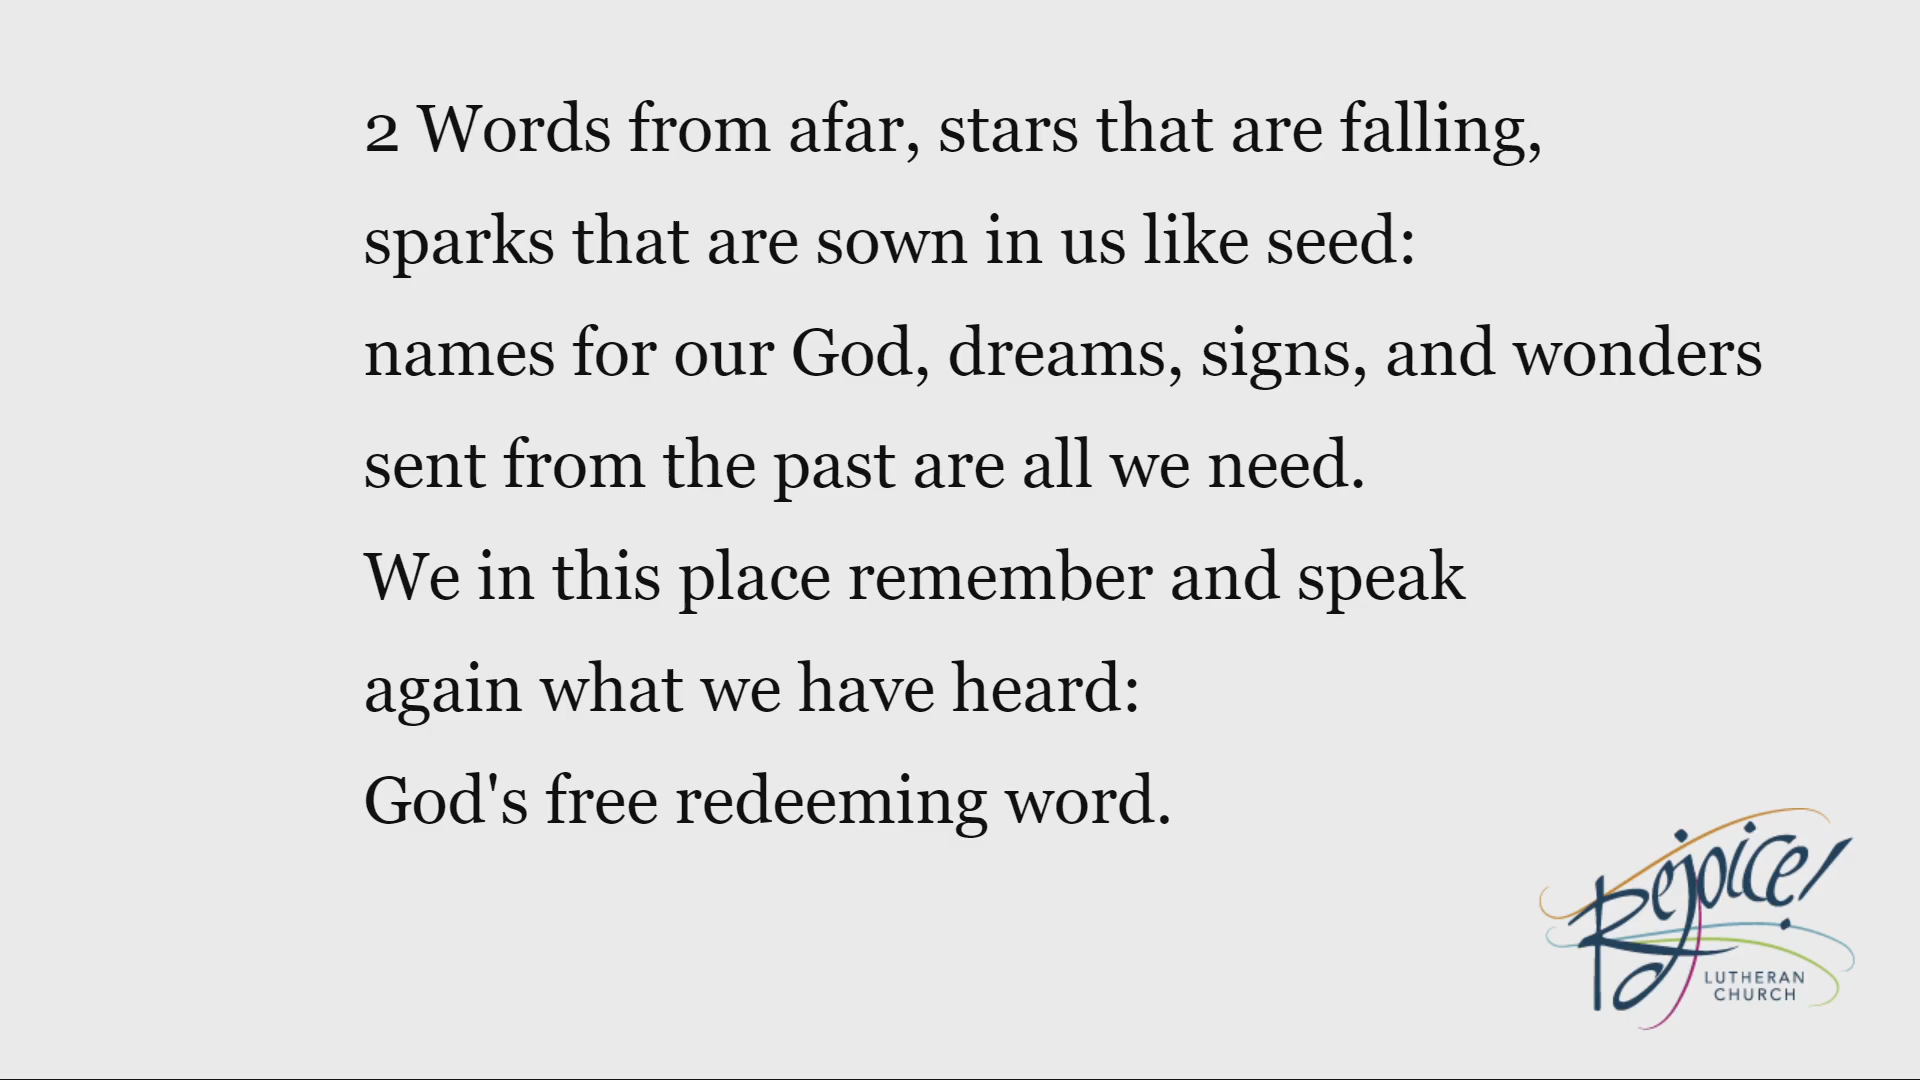 2 Words from afar, stars that are falling,
sparks that are sown in us like seed:
names for our God, dreams, signs, and wonders
sent from the past are all we need.
We in this place remember and speak
again what we have heard:
God's free redeeming word.
Rejoice!
LUTHERAN
CHURCH